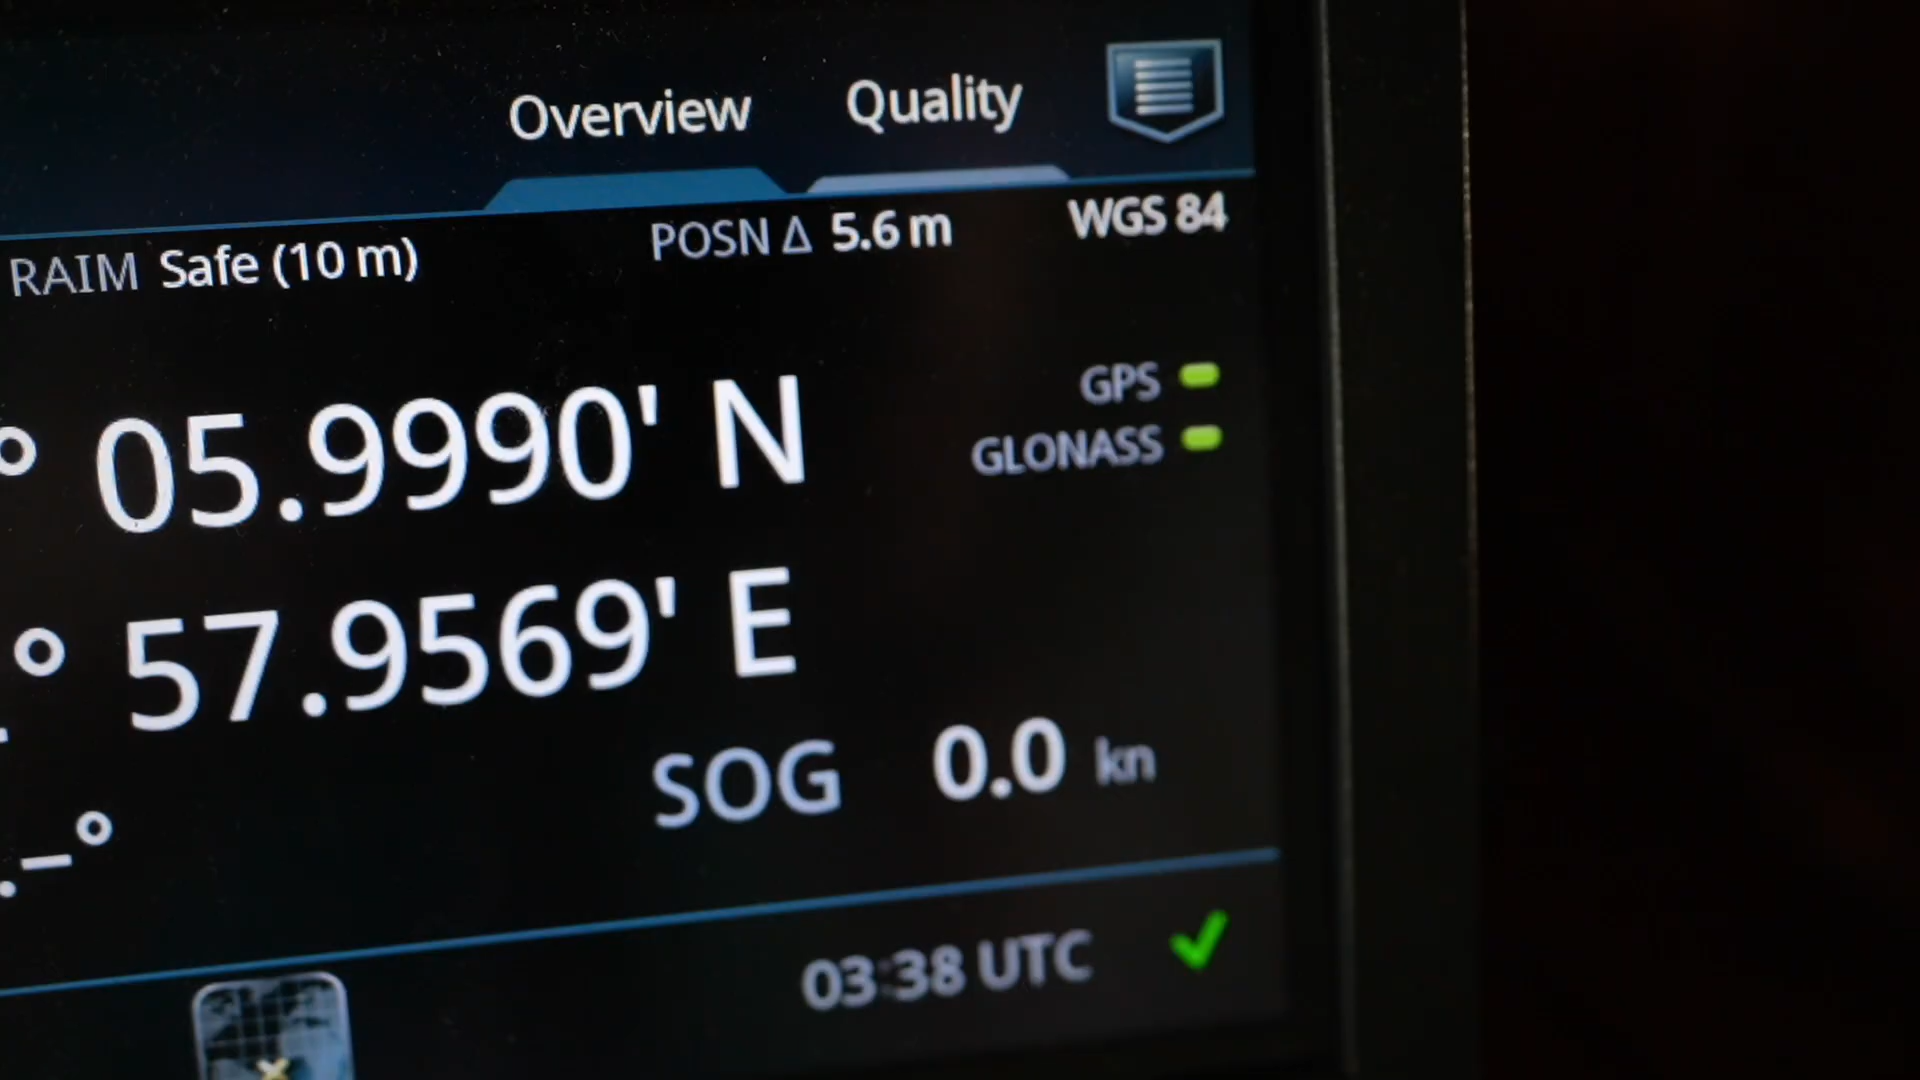 Overview Quality
RAIM Safe (10 m) POSN Δ 5.6 m WGS 84
GPS
GLONASS
° 05.9990' N
° 57.9569' E
SOG 0.0 kn
.–°
03:38 UTC